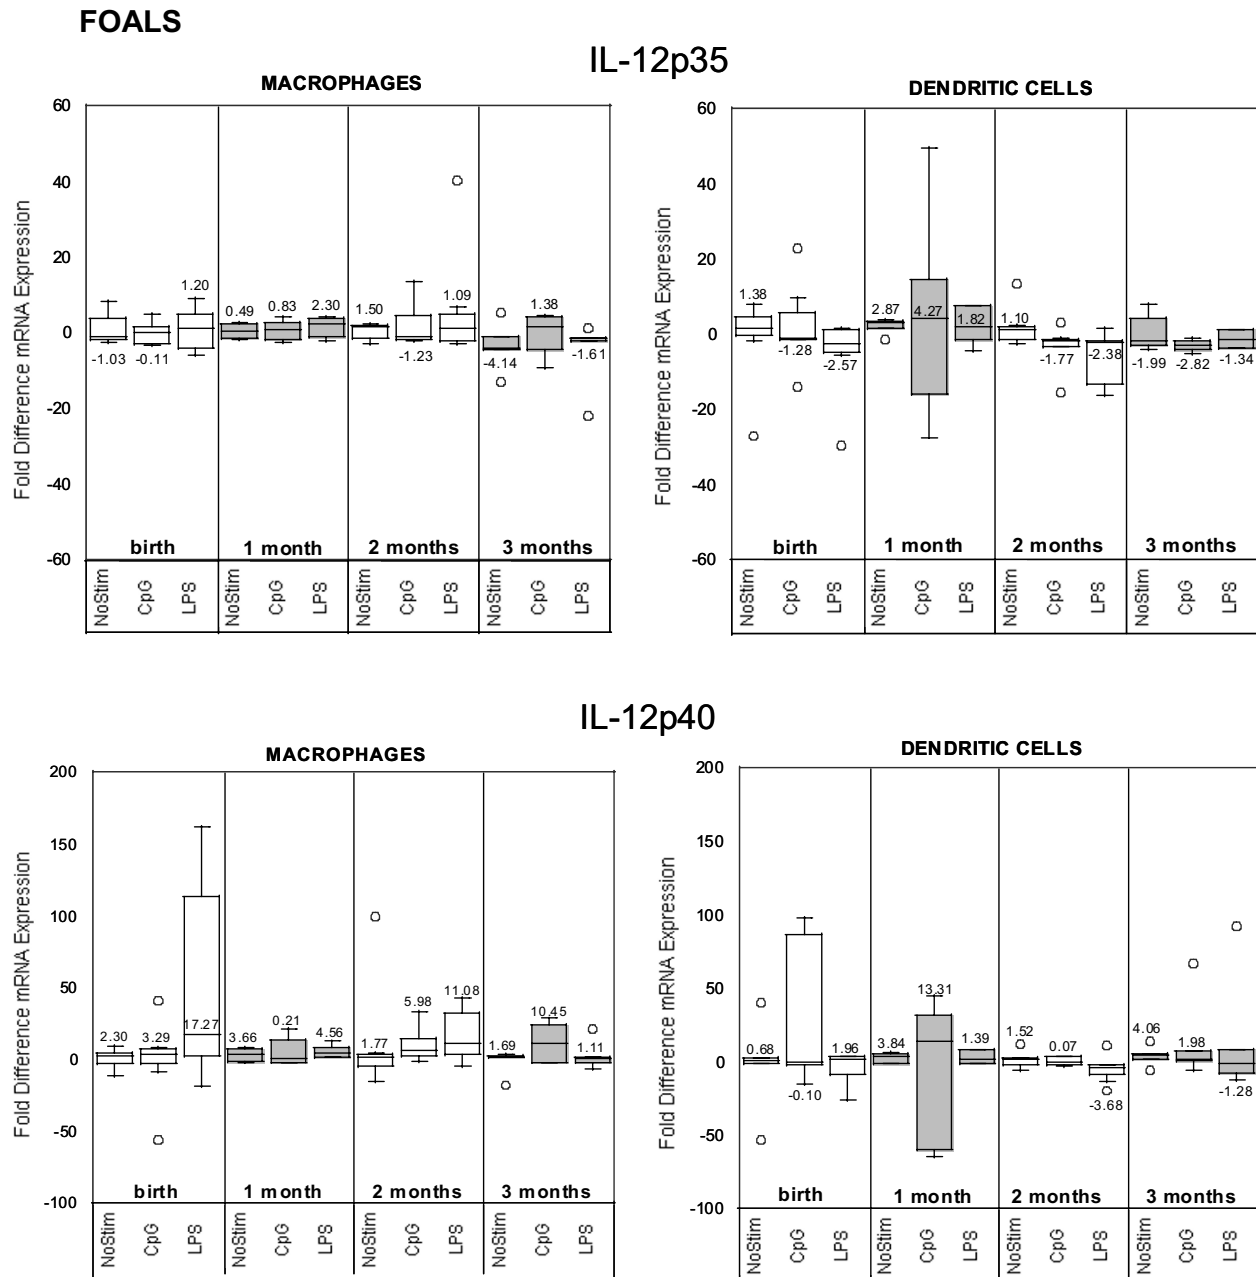 FOALS
IL-12p35
MACROPHAGES
Fold Difference mRNA Expression
60
40
20
0
-20
-40
-60
-1.03
-0.11
1.20
0.49
0.83
2.30
1.50
-1.23
1.09
-4.14
1.38
-1.61
birth
1 month
2 months
3 months
NoStim
CpG
LPS
NoStim
CpG
LPS
NoStim
CpG
LPS
NoStim
CpG
LPS
DENDRITIC CELLS
Fold Difference mRNA Expression
60
40
20
0
-20
-40
-60
1.38
-1.28
-2.57
2.87
4.27
1.82
1.10
-1.77
-2.38
-1.99
-2.82
-1.34
birth
1 month
2 months
3 months
NoStim
CpG
LPS
NoStim
CpG
LPS
NoStim
CpG
LPS
NoStim
CpG
LPS
IL-12p40
MACROPHAGES
Fold Difference mRNA Expression
200
150
100
50
0
-50
-100
2.30
3.29
17.27
3.66
0.21
4.56
1.77
5.98
11.08
1.69
10.45
1.11
birth
1 month
2 months
3 months
NoStim
CpG
LPS
NoStim
CpG
LPS
NoStim
CpG
LPS
NoStim
CpG
LPS
DENDRITIC CELLS
Fold Difference mRNA Expression
200
150
100
50
0
-50
-100
0.68
-0.10
1.96
3.84
13.31
1.39
1.52
0.07
-3.68
4.06
1.98
-1.28
birth
1 month
2 months
3 months
NoStim
CpG
LPS
NoStim
CpG
LPS
NoStim
CpG
LPS
NoStim
CpG
LPS